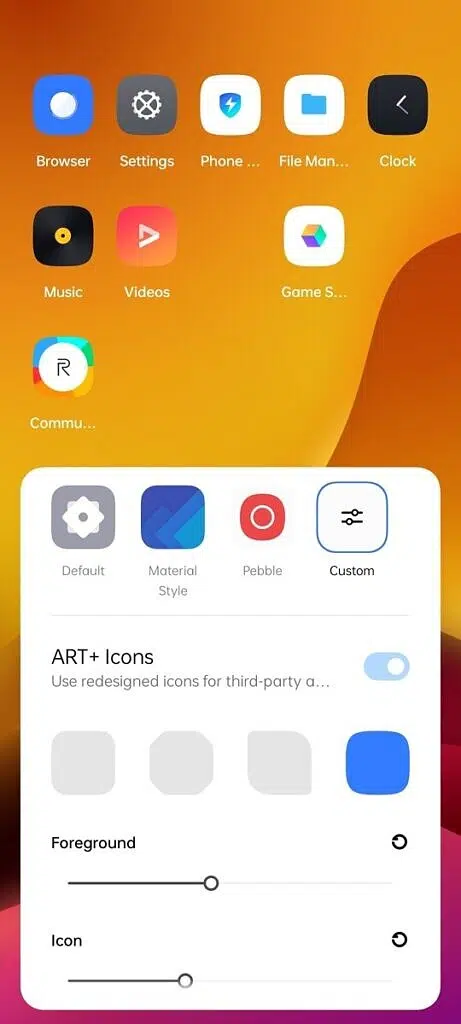 Browser Settings Phone ... File Man... Clock
Music Videos Game S...
R
Commu...
Default Material Style Pebble Custom
ART+ Icons
Use redesigned icons for third-party a...
Foreground
Icon